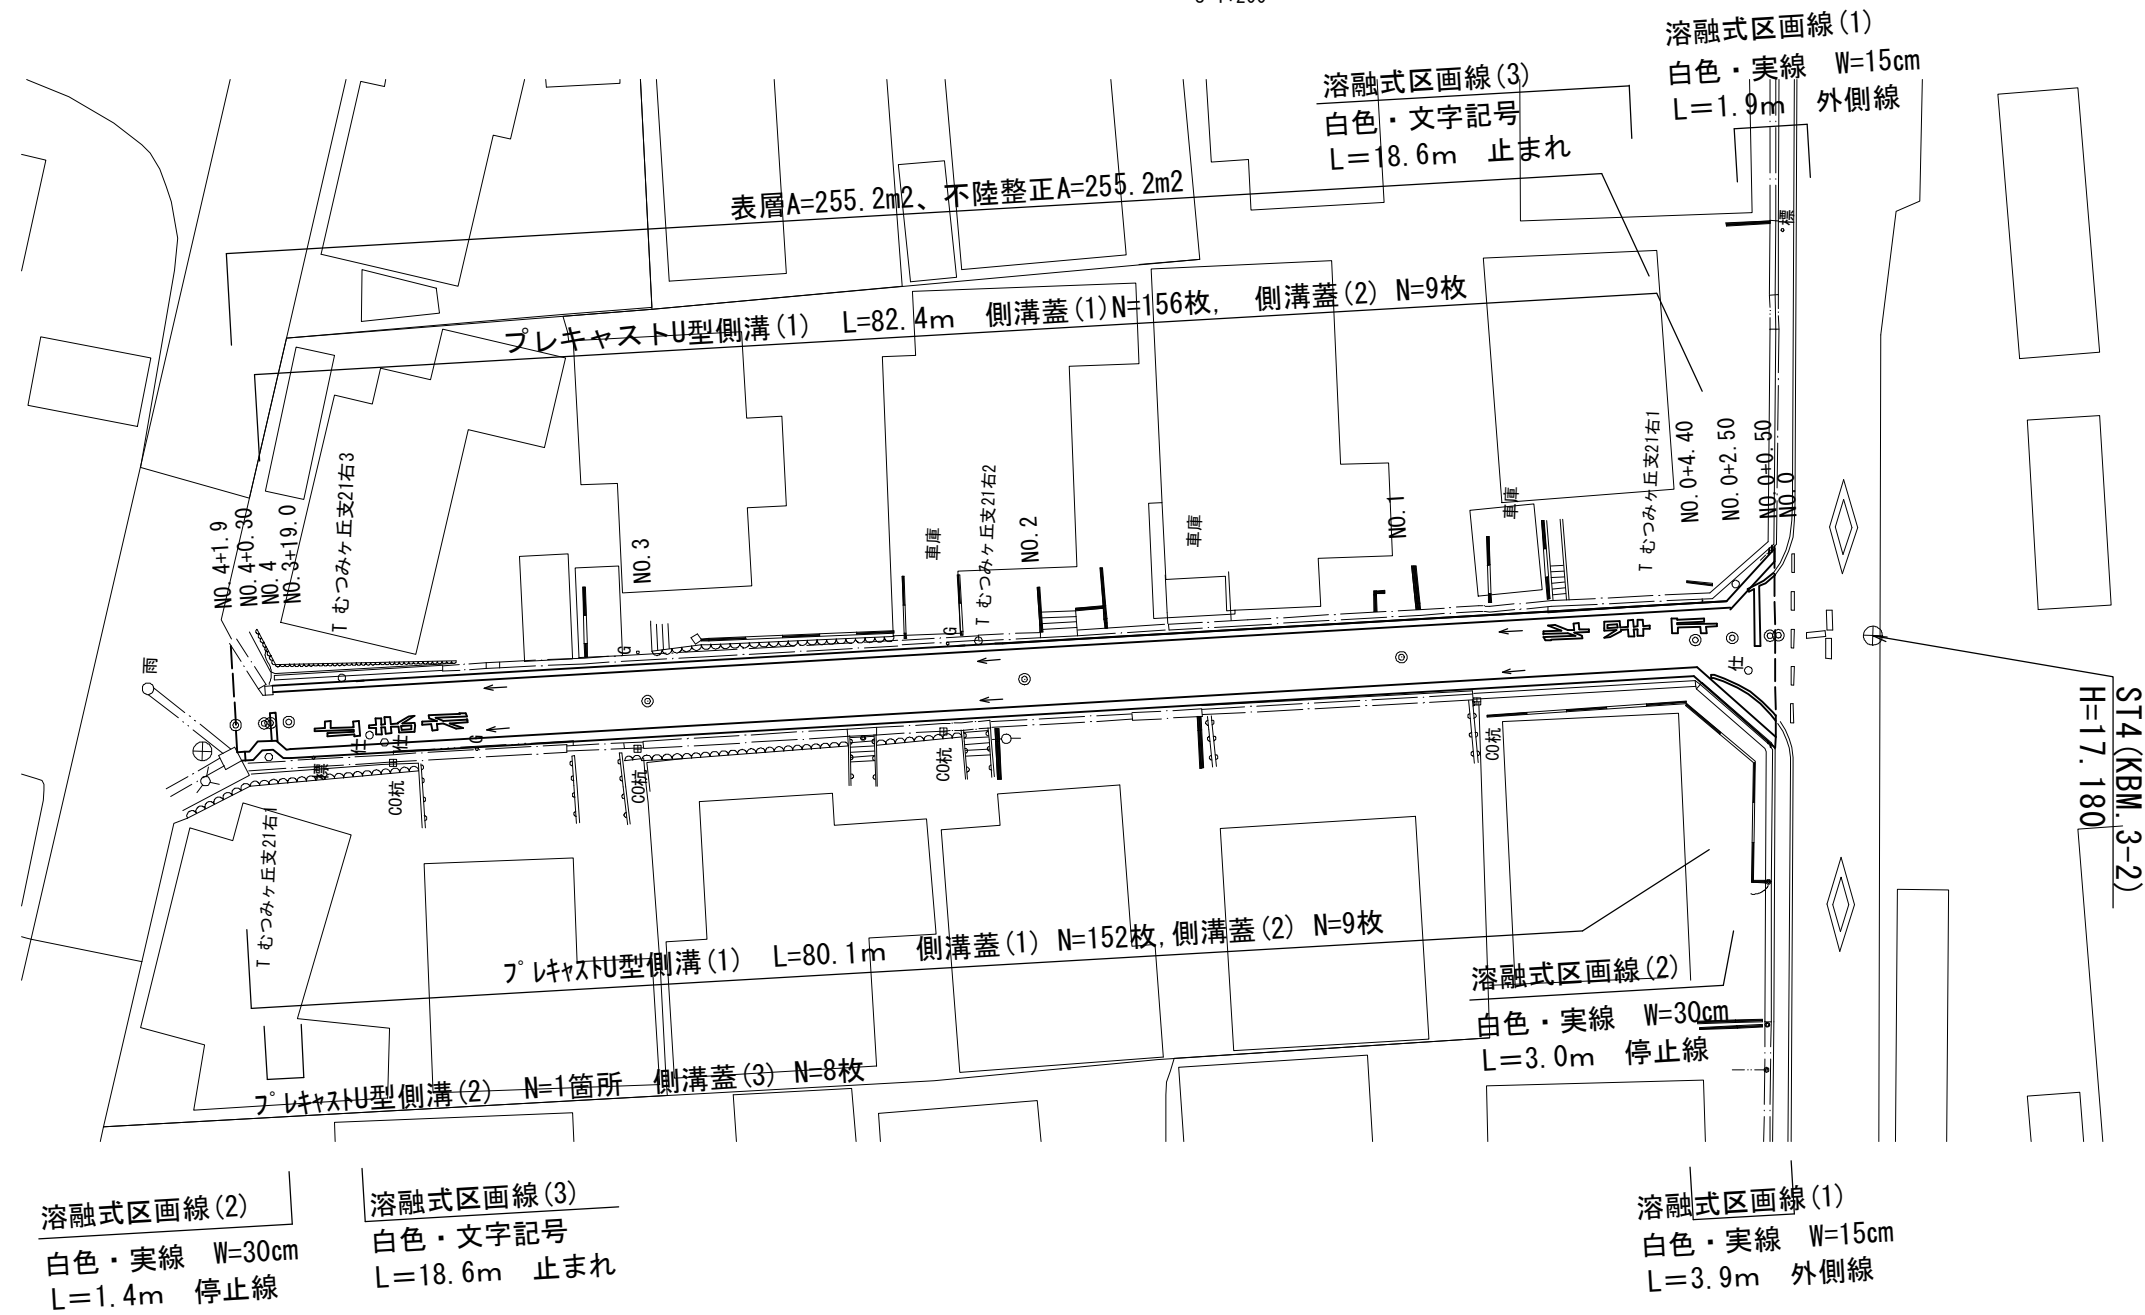 溶融式区画線(1)
白色・実線　W=15cm
L=1.9m　外側線
溶融式区画線(3)
白色・文字記号
L=18.6m　止まれ
表層A=255.2m2、不陸整正A=255.2m2
プレキャストU型側溝(1)　L=82.4m　側溝蓋(1)N=156枚,　側溝蓋(2) N=9枚
標
NO.4+1.9
NO.4+0.30
NO.4
NO.3+19.0
T むつみヶ丘支21右3
NO.3
車庫
T むつみヶ丘支21右2
NO.2
車庫
NO.1
車庫
T むつみヶ丘支21右1
NO.0+4.40
NO.0+2.50
NO.0+0.50
NO.0
雨
G
G
止まれ
仕
止まれ
仕
仕
G
標
CO杭
CO杭
CO杭
CO杭
ST4(KBM.3-2)
H=17.180
T むつみヶ丘支21右1
プレキャストU型側溝(1)　L=80.1m　側溝蓋(1) N=152枚,側溝蓋(2) N=9枚
溶融式区画線(2)
白色・実線　W=30cm
L=3.0m　停止線
プレキャストU型側溝(2)　N=1箇所　側溝蓋(3) N=8枚
溶融式区画線(2)
白色・実線　W=30cm
L=1.4m　停止線
溶融式区画線(3)
白色・文字記号
L=18.6m　止まれ
溶融式区画線(1)
白色・実線　W=15cm
L=3.9m　外側線